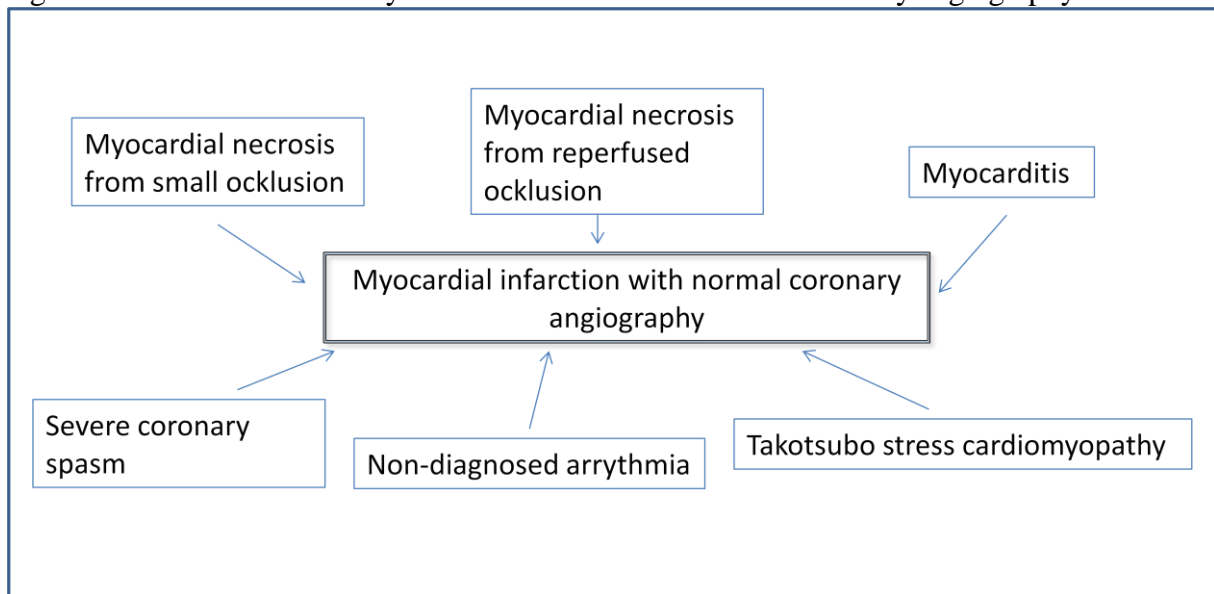 Myocardial necrosis
from small ocklusion
Myocardial necrosis
from reperfused
ocklusion
Myocarditis
Myocardial infarction with normal coronary
angiography
Severe coronary
spasm
Non-diagnosed arrythmia
Takotsubo stress cardiomyopathy